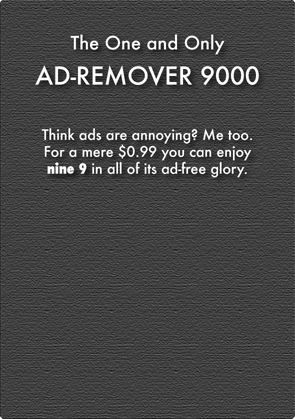 The One and Only
AD-REMOVER 9000
Think ads are annoying? Me too.
For a mere $0.99 you can enjoy
nine 9 in all of its ad-free glory.